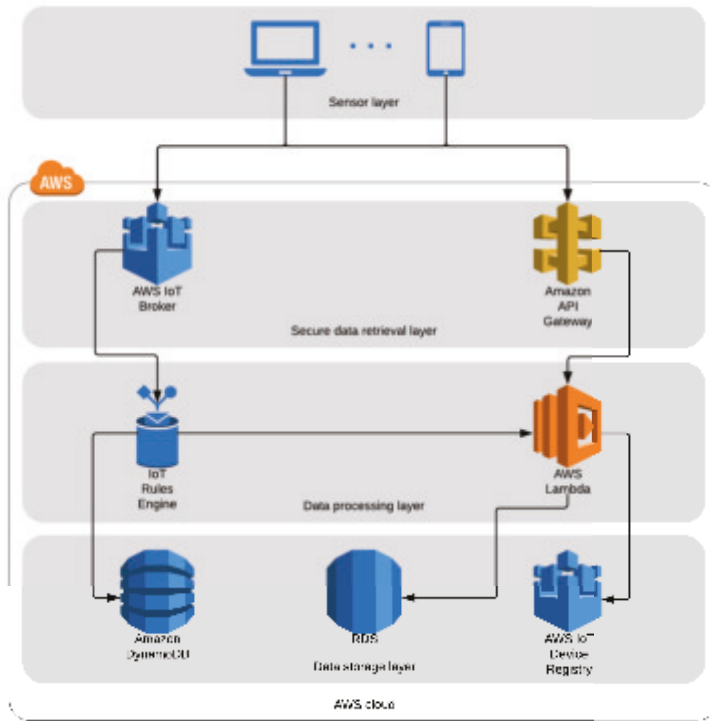 Sensor layer
AWS
AWS IoT
Broker
Amazon
API
Gateway
Secure data retrieval layer
IoT
Rules
Engine
AWS
Lambda
Data processing layer
Amazon
DynamoDB
RDS
AWS IoT
Device
Registry
Data storage layer
AWS cloud